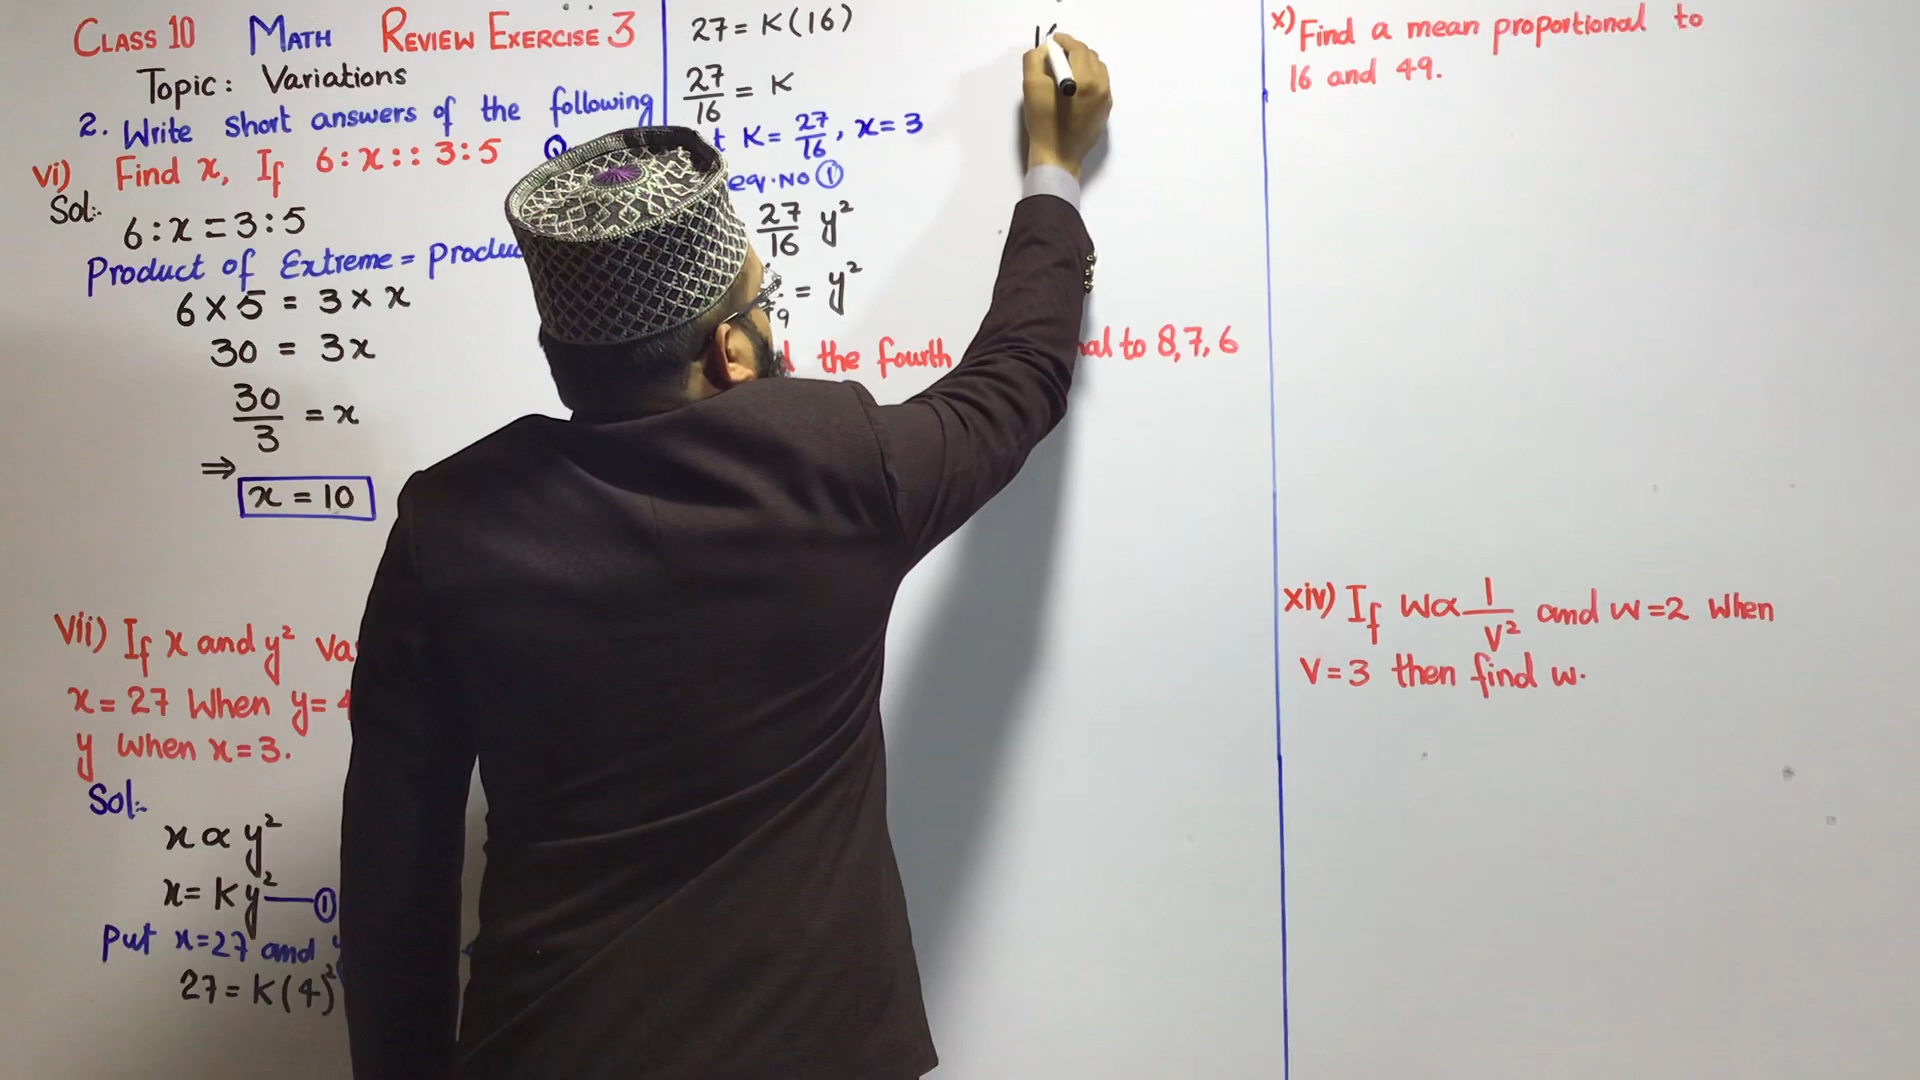 CLASS 10 MATH REVIEW EXERCISE 3
Topic: Variations
2. Write short answers of the following
vi) Find x, If 6:x::3:5
Sol:-
6:x=3:5
Product of Extreme =
6×5 = 3×x
30 = 3x
30/3 = x
⇒ x = 10
vii) If x and y²
x=27 When y=4
y when x=3.
Sol:-
x ∝ y²
x= Ky² — ①
Put x=27 and
27= K(4)²
27= K(16)
27/16 = K
K= 27/16, x=3
eq.No ①
27/16 y²
= y²
the fourth to 8,7,6
x) Find a mean proportional to
16 and 49.
xiv) If W∝ 1/V² and w=2 when
V=3 then find w.